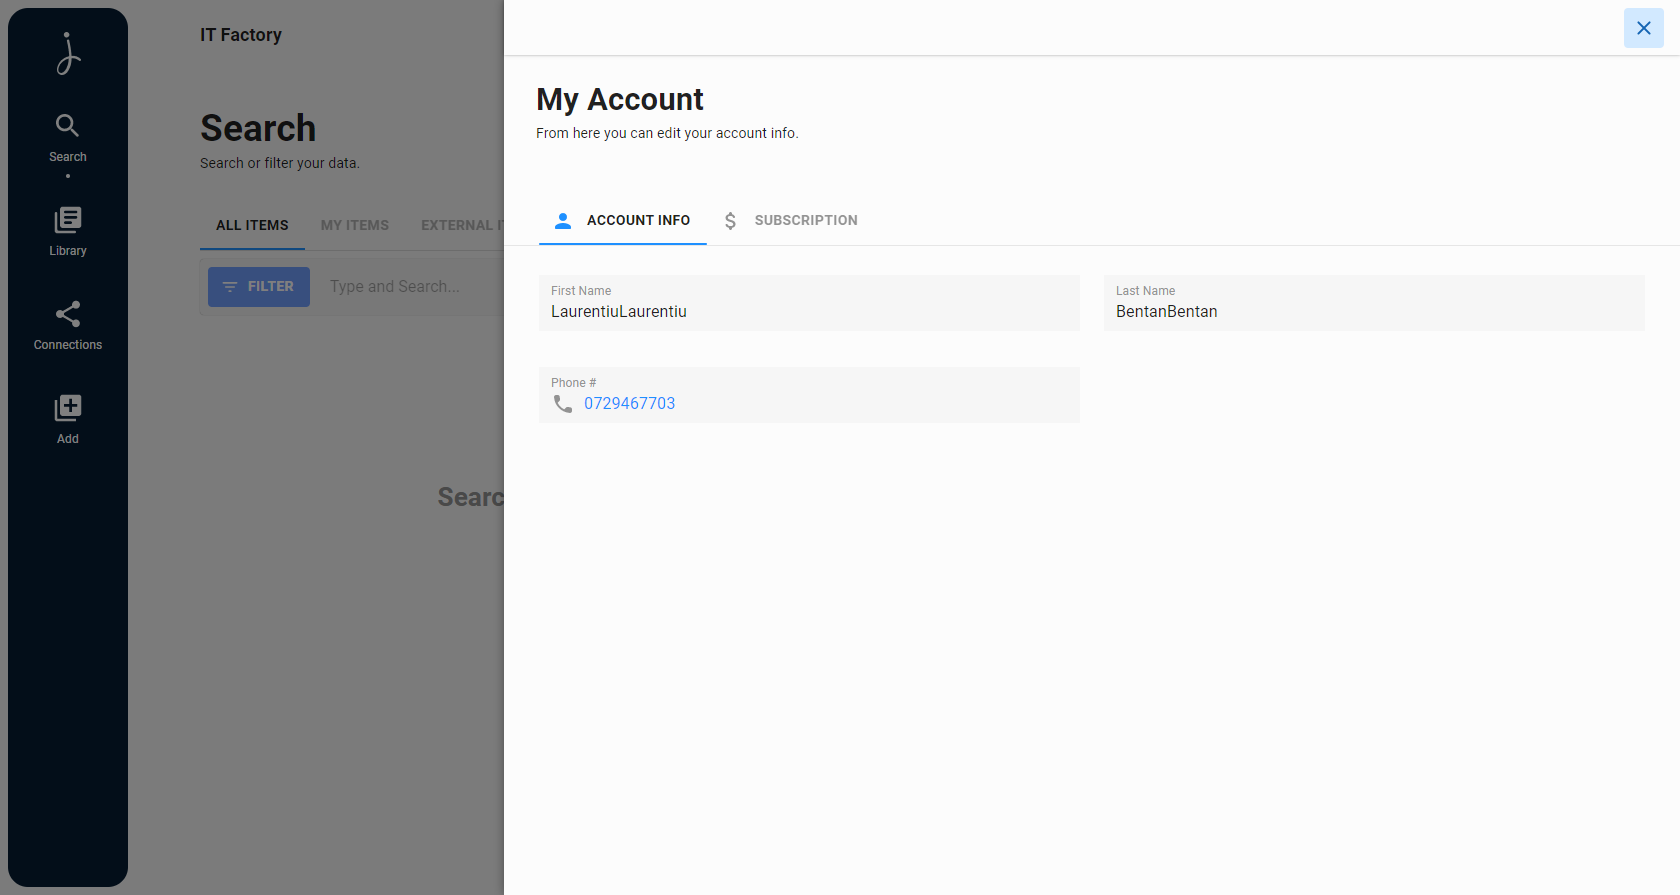 IT Factory
Search
Search or filter your data.
ALL ITEMS
MY ITEMS
EXTERNAL
FILTER
Type and Search...
Searc
Search
Library
Connections
Add
My Account
From here you can edit your account info.
ACCOUNT INFO
SUBSCRIPTION
First Name
LaurentiuLaurentiu
Last Name
BentanBentan
Phone #
0729467703